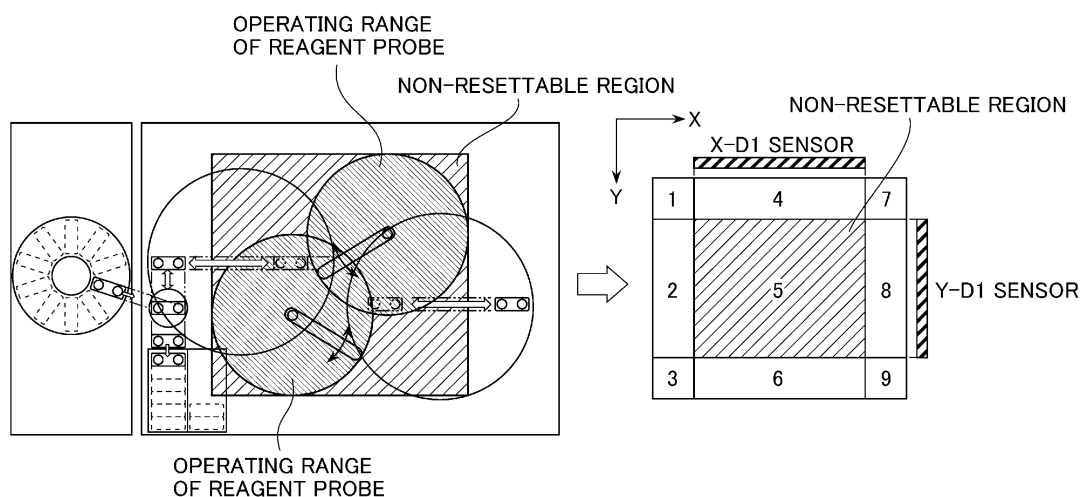 OPERATING RANGE
OF REAGENT PROBE
NON-RESETTABLE REGION
OPERATING RANGE
OF REAGENT PROBE
NON-RESETTABLE REGION
X
Y
X-D1 SENSOR
1 4 7
2 5 8
Y-D1 SENSOR
3 6 9